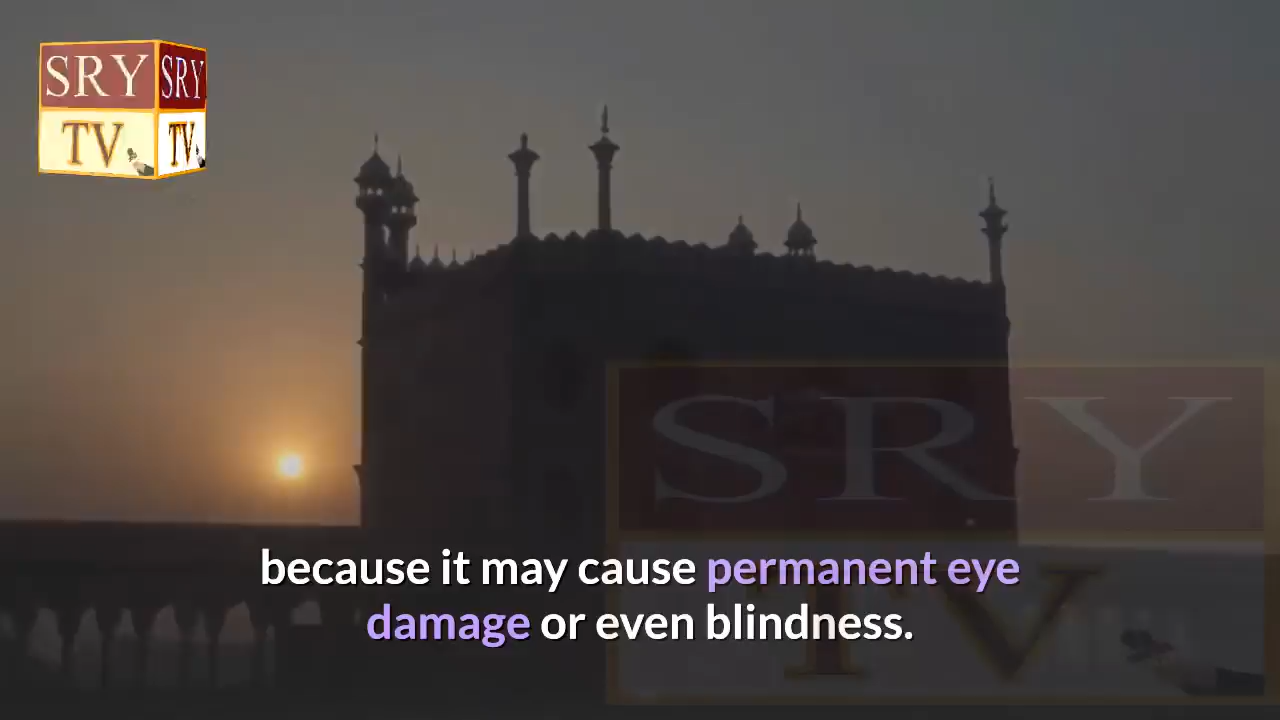 SRY SRY
TV TV
SRY
because it may cause permanent eye
damage or even blindness.
TV